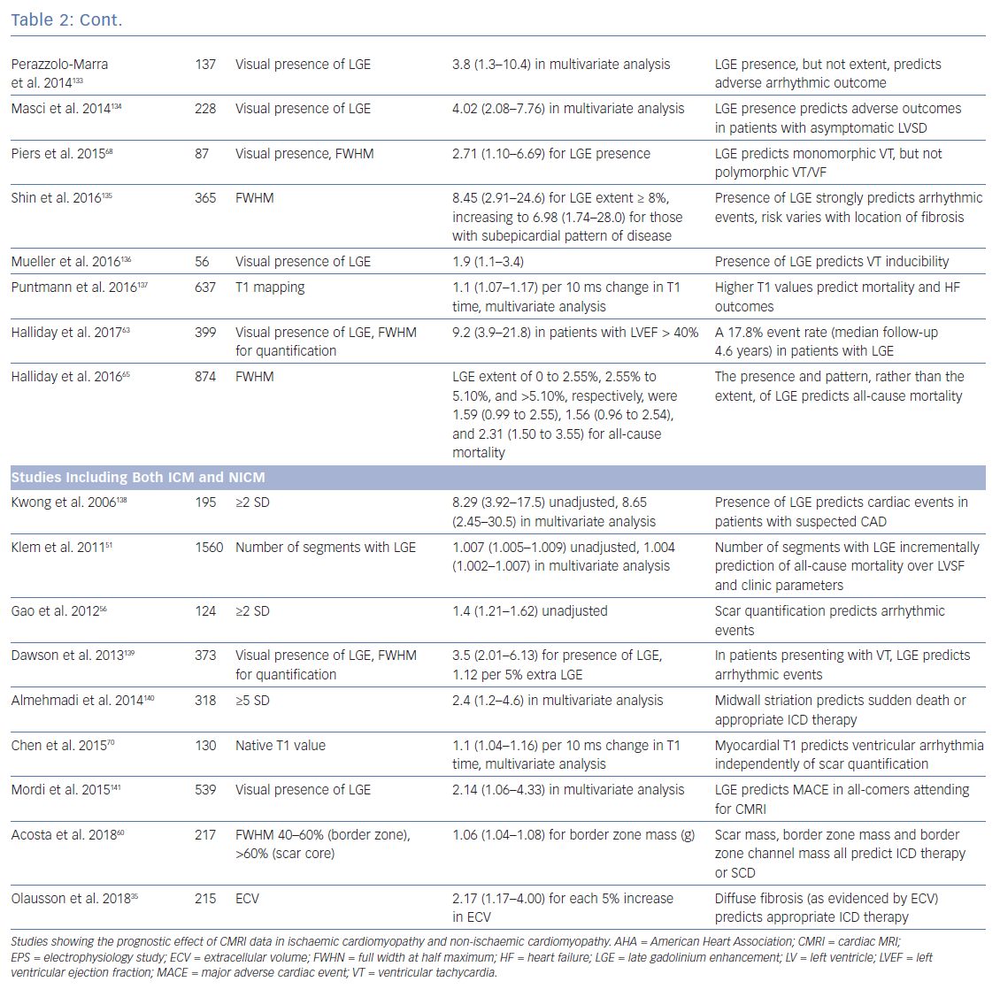 Table 2: Cont.
Perazzolo-Marra et al. 2014133 137 Visual presence of LGE 3.8 (1.3–10.4) in multivariate analysis LGE presence, but not extent, predicts adverse arrhythmic outcome
Masci et al. 2014134 228 Visual presence of LGE 4.02 (2.08–7.76) in multivariate analysis LGE presence predicts adverse outcomes in patients with asymptomatic LVSD
Piers et al. 201568 87 Visual presence, FWHM 2.71 (1.10–6.69) for LGE presence LGE predicts monomorphic VT, but not polymorphic VT/VF
Shin et al. 2016135 365 FWHM 8.45 (2.91–24.6) for LGE extent ≥ 8%, increasing to 6.98 (1.74–28.0) for those with subepicardial pattern of disease Presence of LGE strongly predicts arrhythmic events, risk varies with location of fibrosis
Mueller et al. 2016136 56 Visual presence of LGE 1.9 (1.1–3.4) Presence of LGE predicts VT inducibility
Puntmann et al. 2016137 637 T1 mapping 1.1 (1.07–1.17) per 10 ms change in T1 time, multivariate analysis Higher T1 values predict mortality and HF outcomes
Halliday et al. 201763 399 Visual presence of LGE, FWHM for quantification 9.2 (3.9–21.8) in patients with LVEF > 40% A 17.8% event rate (median follow-up 4.6 years) in patients with LGE
Halliday et al. 201665 874 FWHM LGE extent of 0 to 2.55%, 2.55% to 5.10%, and >5.10%, respectively, were 1.59 (0.99 to 2.55), 1.56 (0.96 to 2.54), and 2.31 (1.50 to 3.55) for all-cause mortality The presence and pattern, rather than the extent, of LGE predicts all-cause mortality
Studies Including Both ICM and NICM
Kwong et al. 2006138 195 ≥2 SD 8.29 (3.92–17.5) unadjusted, 8.65 (2.45–30.5) in multivariate analysis Presence of LGE predicts cardiac events in patients with suspected CAD
Klem et al. 201151 1560 Number of segments with LGE 1.007 (1.005–1.009) unadjusted, 1.004 (1.002–1.007) in multivariate analysis Number of segments with LGE incrementally prediction of all-cause mortality over LVSF and clinic parameters
Gao et al. 201256 124 ≥2 SD 1.4 (1.21–1.62) unadjusted Scar quantification predicts arrhythmic events
Dawson et al. 2013139 373 Visual presence of LGE, FWHM for quantification 3.5 (2.01–6.13) for presence of LGE, 1.12 per 5% extra LGE In patients presenting with VT, LGE predicts arrhythmic events
Almehmadi et al. 2014140 318 ≥5 SD 2.4 (1.2–4.6) in multivariate analysis Midwall striation predicts sudden death or appropriate ICD therapy
Chen et al. 201570 130 Native T1 value 1.1 (1.04–1.16) per 10 ms change in T1 time, multivariate analysis Myocardial T1 predicts ventricular arrhythmia independently of scar quantification
Mordi et al. 2015141 539 Visual presence of LGE 2.14 (1.06–4.33) in multivariate analysis LGE predicts MACE in all-comers attending for CMRI
Acosta et al. 201860 217 FWHM 40–60% (border zone), >60% (scar core) 1.06 (1.04–1.08) for border zone mass (g) Scar mass, border zone mass and border zone channel mass all predict ICD therapy or SCD
Olausson et al. 201835 215 ECV 2.17 (1.17–4.00) for each 5% increase in ECV Diffuse fibrosis (as evidenced by ECV) predicts appropriate ICD therapy
Studies showing the prognostic effect of CMRI data in ischaemic cardiomyopathy and non-ischaemic cardiomyopathy. AHA = American Heart Association; CMRI = cardiac MRI;
EPS = electrophysiology study; ECV = extracellular volume; FWHN = full width at half maximum; HF = heart failure; LGE = late gadolinium enhancement; LV = left ventricle; LVEF = left
ventricular ejection fraction; MACE = major adverse cardiac event; VT = ventricular tachycardia.